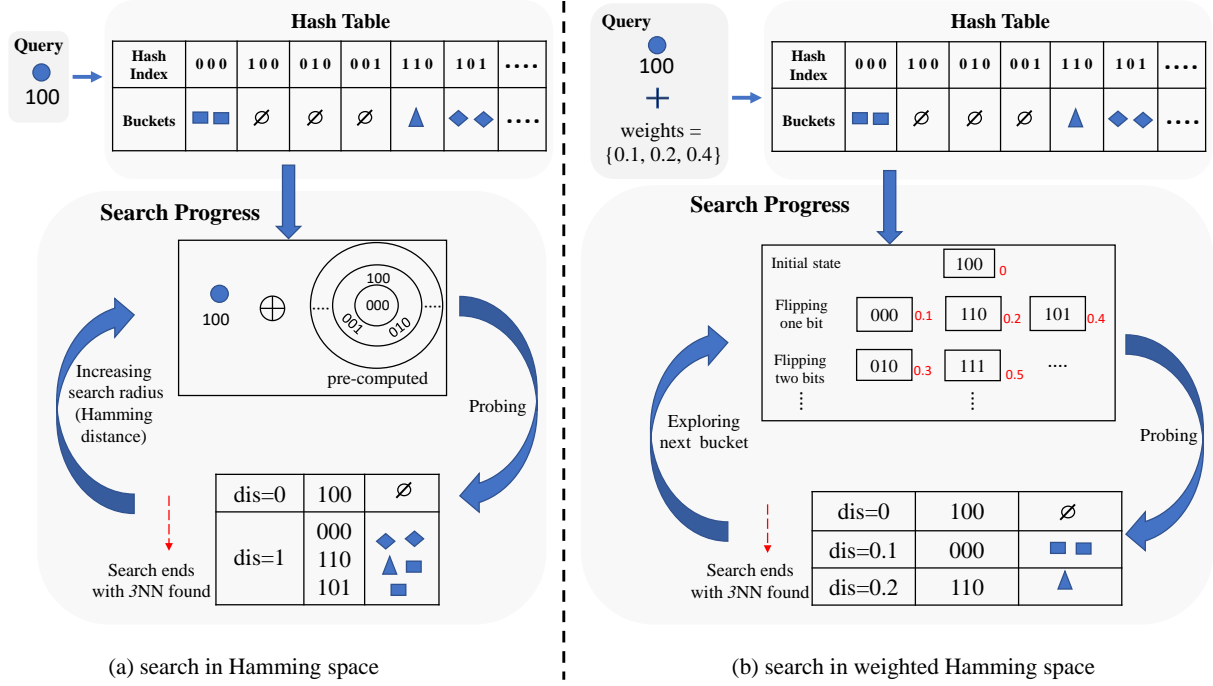 Query
100
Hash Table
Hash Index 000 100 010 001 110 101 ....
Buckets ∅ ∅ ∅ ....
Search Progress
100
100
000
....
....
001
010
pre-computed
Increasing
search radius
(Hamming
distance)
Probing
dis=0 100 ∅
dis=1 000
110
101
Search ends
with 3NN found
(a) search in Hamming space
Query
100
+
weights =
{0.1, 0.2, 0.4}
Hash Table
Hash Index 000 100 010 001 110 101 ....
Buckets ∅ ∅ ∅ ....
Search Progress
Initial state 100 0
Flipping one bit 000 0.1 110 0.2 101 0.4
Flipping two bits 010 0.3 111 0.5 ....
Exploring
next bucket
Probing
dis=0 100 ∅
dis=0.1 000
dis=0.2 110
Search ends
with 3NN found
(b) search in weighted Hamming space